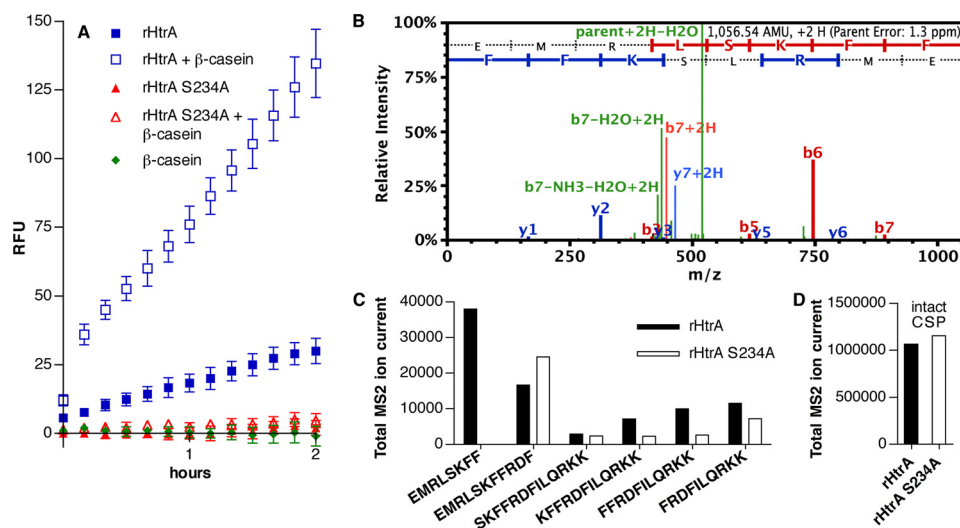 A
150
125
100
75
50
25
0
RFU
1
2
hours
rHtrA
rHtrA + β-casein
rHtrA S234A
rHtrA S234A +
β-casein
β-casein
B
100%
75%
50%
25%
0%
Relative Intensity
parent+2H-H2O
1,056.54 AMU, +2 H (Parent Error: 1.3 ppm)
E M R L S K F F
F F K S L R M E
b7-H2O+2H
b7+2H
y7+2H
b7-NH3-H2O+2H
b6
y1
y2
b3
y3
b5
y5
y6
b7
0
250
500
750
1000
m/z
C
40000
30000
20000
10000
0
Total MS2 ion current
rHtrA
rHtrA S234A
EMRLSKFF
EMRLSKFFRDF
SKFFRDFILQRKK
KFFRDFILQRKK
FFRDFILQRKK
FRDFILQRKK
D
1500000
1000000
500000
0
Total MS2 ion current
intact
CSP
rHtrA
rHtrA S234A